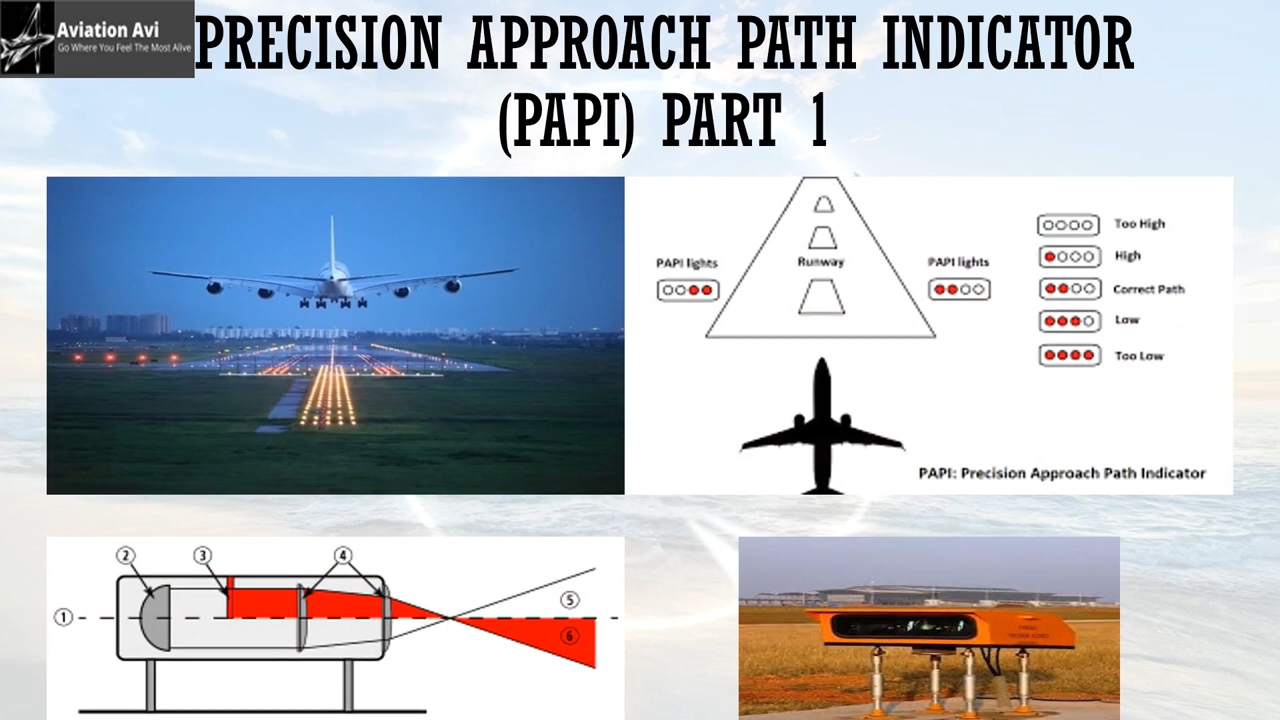 Aviation Avi
Go Where You Feel The Most Alive
PRECISION APPROACH PATH INDICATOR
(PAPI) PART 1
PAPI lights
Runway
PAPI lights
Too High
High
Correct Path
Low
Too Low
PAPI: Precision Approach Path Indicator
1
2
3
4
5
6